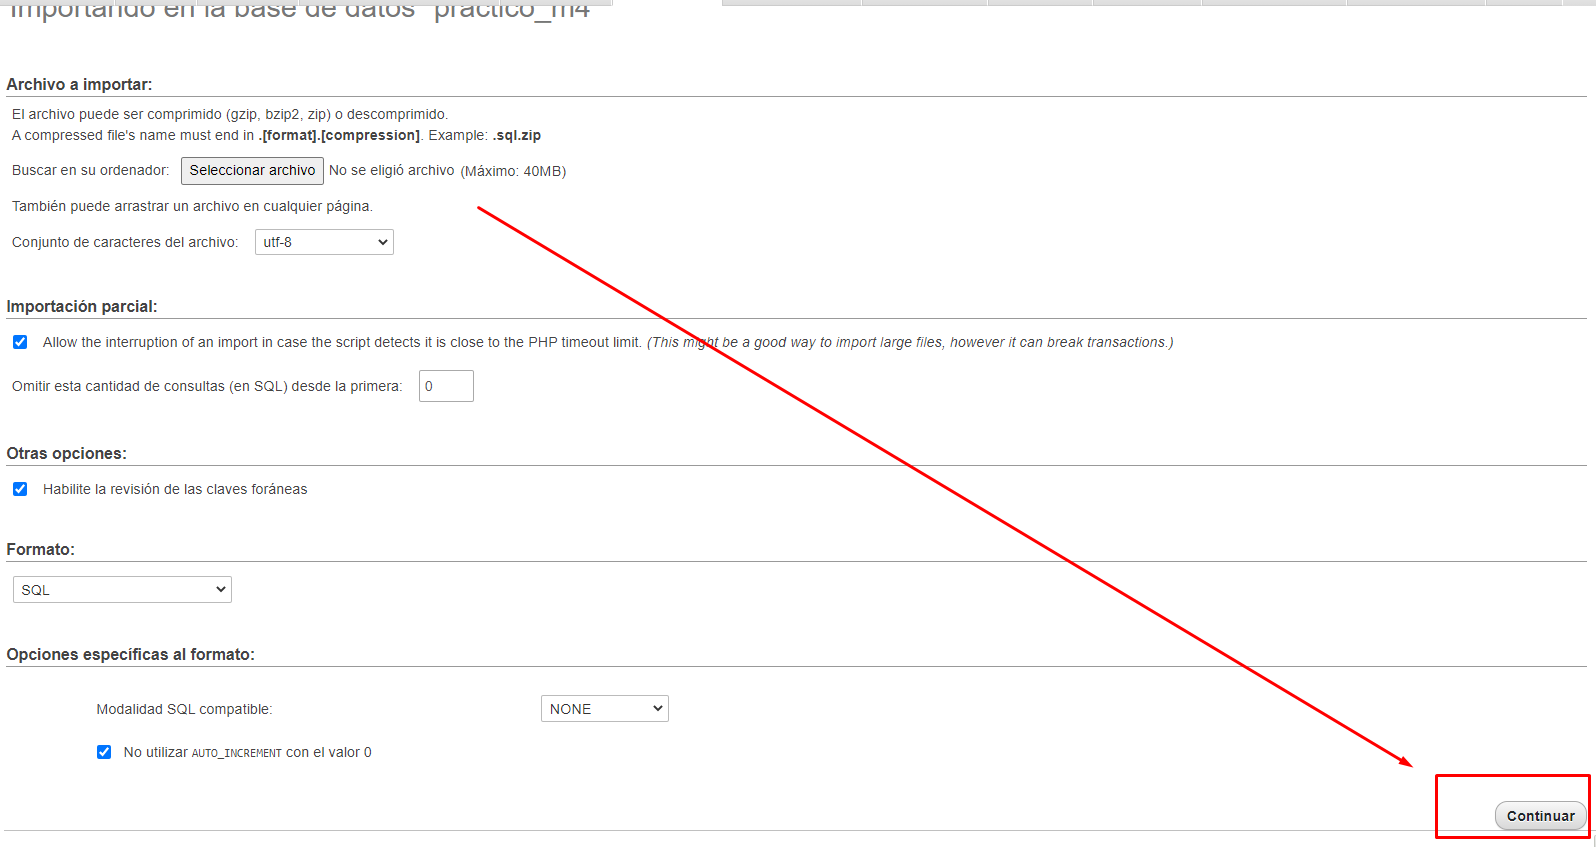 Importando en la base de datos "practico_m4"
Archivo a importar:
El archivo puede ser comprimido (gzip, bzip2, zip) o descomprimido.
A compressed file's name must end in .[format].[compression]. Example: .sql.zip
Buscar en su ordenador: Seleccionar archivo No se eligió archivo (Máximo: 40MB)
También puede arrastrar un archivo en cualquier página.
Conjunto de caracteres del archivo: utf-8
Importación parcial:
Allow the interruption of an import in case the script detects it is close to the PHP timeout limit. (This might be a good way to import large files, however it can break transactions.)
Omitir esta cantidad de consultas (en SQL) desde la primera: 0
Otras opciones:
Habilite la revisión de las claves foráneas
Formato:
SQL
Opciones específicas al formato:
Modalidad SQL compatible: NONE
No utilizar AUTO_INCREMENT con el valor 0
Continuar